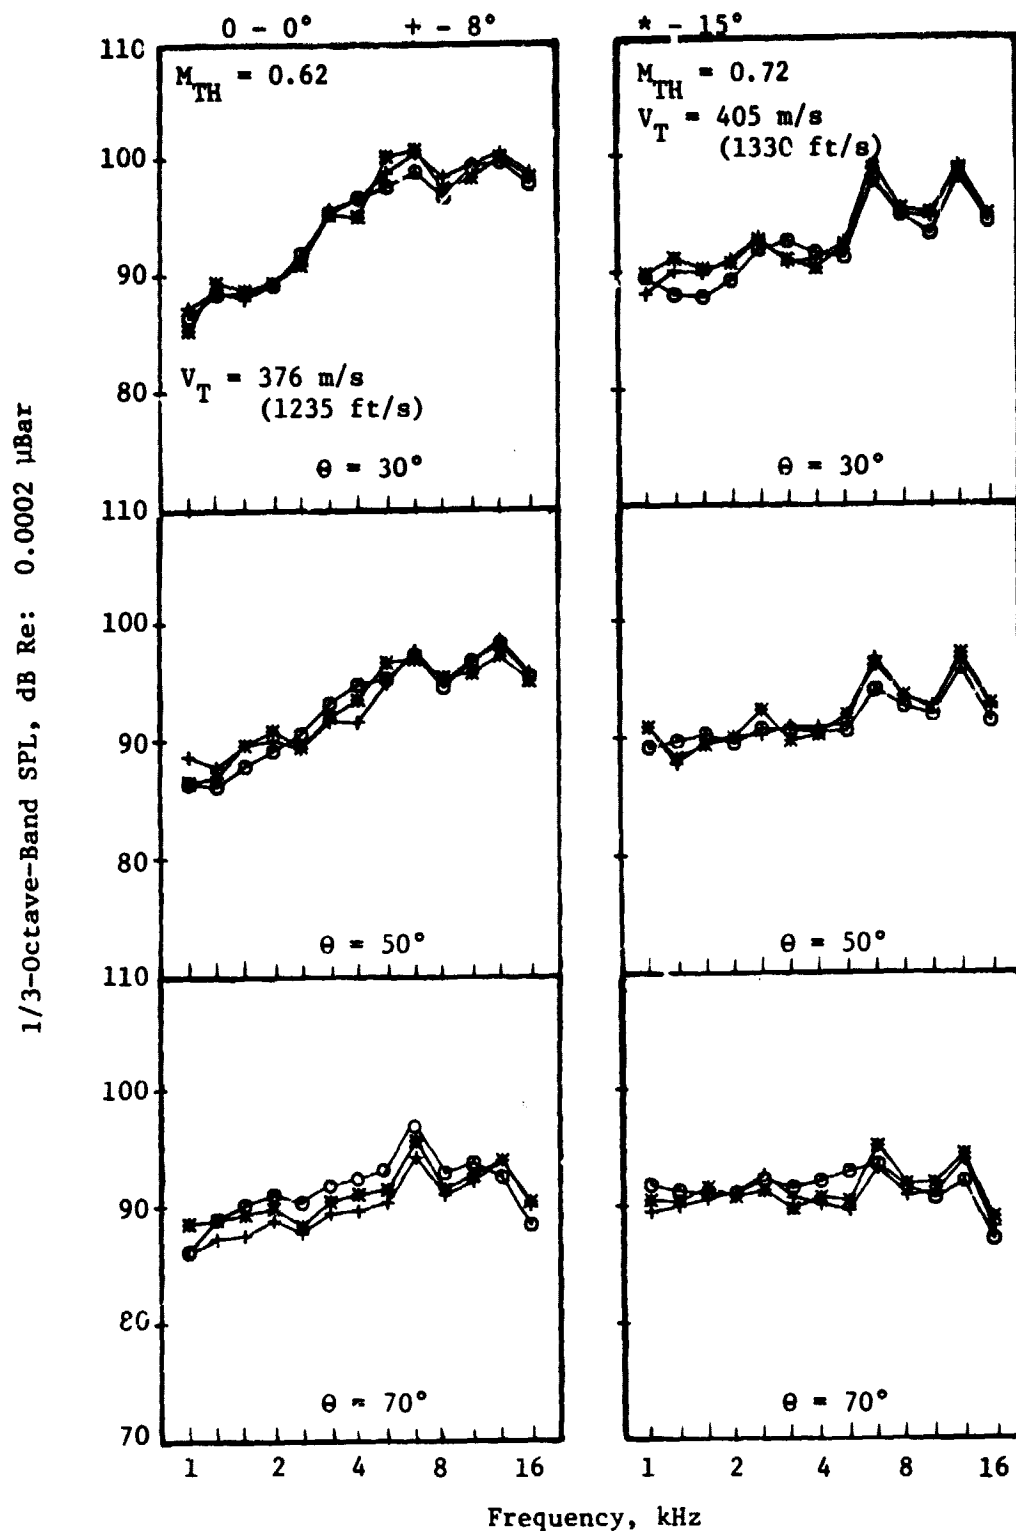 0 - 0° + - 8° * - 15°
110
M_TH = 0.62
M_TH = 0.72
V_T = 405 m/s
(1330 ft/s)
100
90
V_T = 376 m/s
(1235 ft/s)
80
θ = 30°
θ = 30°
110
100
90
80
θ = 50°
θ = 50°
110
100
90
80
θ = 70°
θ = 70°
70
1 2 4 8 16
1 2 4 8 16
Frequency, kHz
1/3-Octave-Band SPL, dB Re: 0.0002 μBar